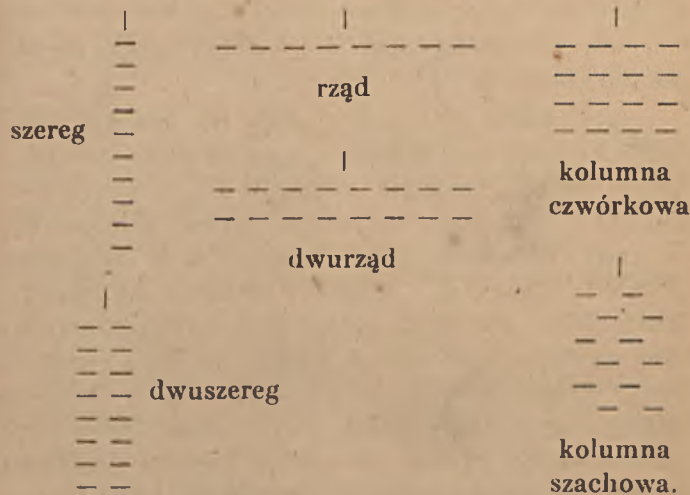 szereg
rząd
dwurząd
dwuszereg
kolumna
czwórkowa
kolumna
szachowa.